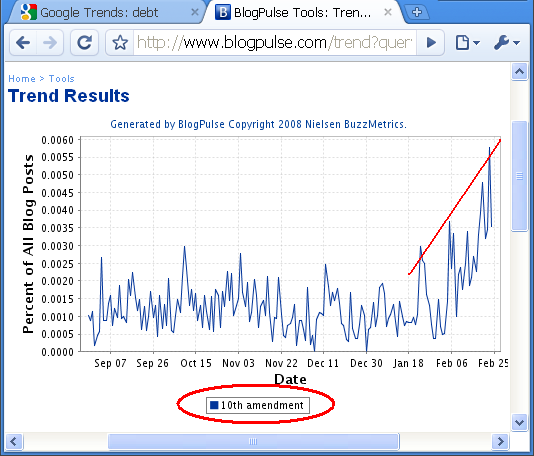 Google Trends: debt
BlogPulse Tools: Tren...
http://www.blogpulse.com/trend?quer
Home > Tools
Trend Results
Generated by BlogPulse Copyright 2008 Nielsen BuzzMetrics.
Percent of All Blog Posts
0.0060
0.0055
0.0050
0.0045
0.0040
0.0035
0.0030
0.0025
0.0020
0.0015
0.0010
0.0005
0.0000
Sep 07 Sep 26 Oct 15 Nov 03 Nov 22 Dec 11 Dec 30 Jan 18 Feb 06 Feb 25
Date
10th amendment